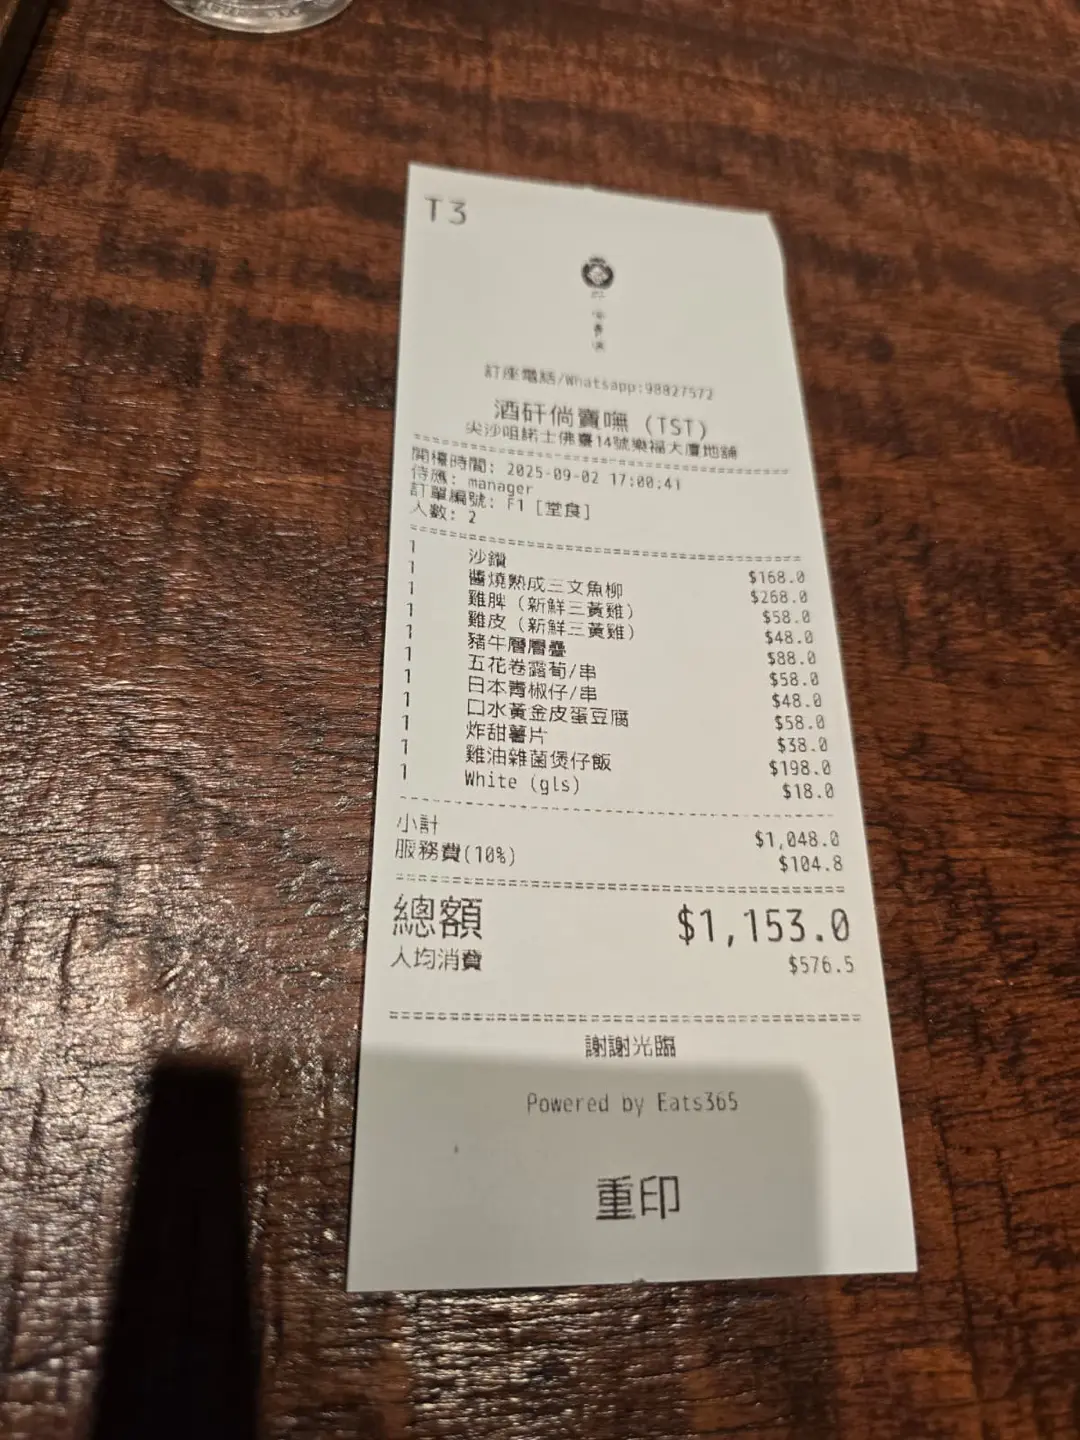 T3
訂座電話/Whatsapp:98827572
酒矸倘賣嘸 (TST)
尖沙咀諾士佛臺14號樂福大廈地舖
開檯時間: 2025-09-02 17:00:41
侍應: manager
訂單編號: F1 [堂食]
人數: 2
1 沙鑽 $168.0
1 醬燒熟成三文魚柳 $268.0
1 雞脾 (新鮮三黃雞) $58.0
1 雞皮 (新鮮三黃雞) $48.0
1 豬牛層層疊 $88.0
1 五花卷露荀/串 $58.0
1 日本青椒仔/串 $48.0
1 口水黃金皮蛋豆腐 $58.0
1 炸甜薯片 $38.0
1 雞油雜菌煲仔飯 $198.0
1 White (gls) $18.0
小計 $1,048.0
服務費(10%) $104.8
總額 $1,153.0
人均消費 $576.5
謝謝光臨
Powered by Eats365
重印